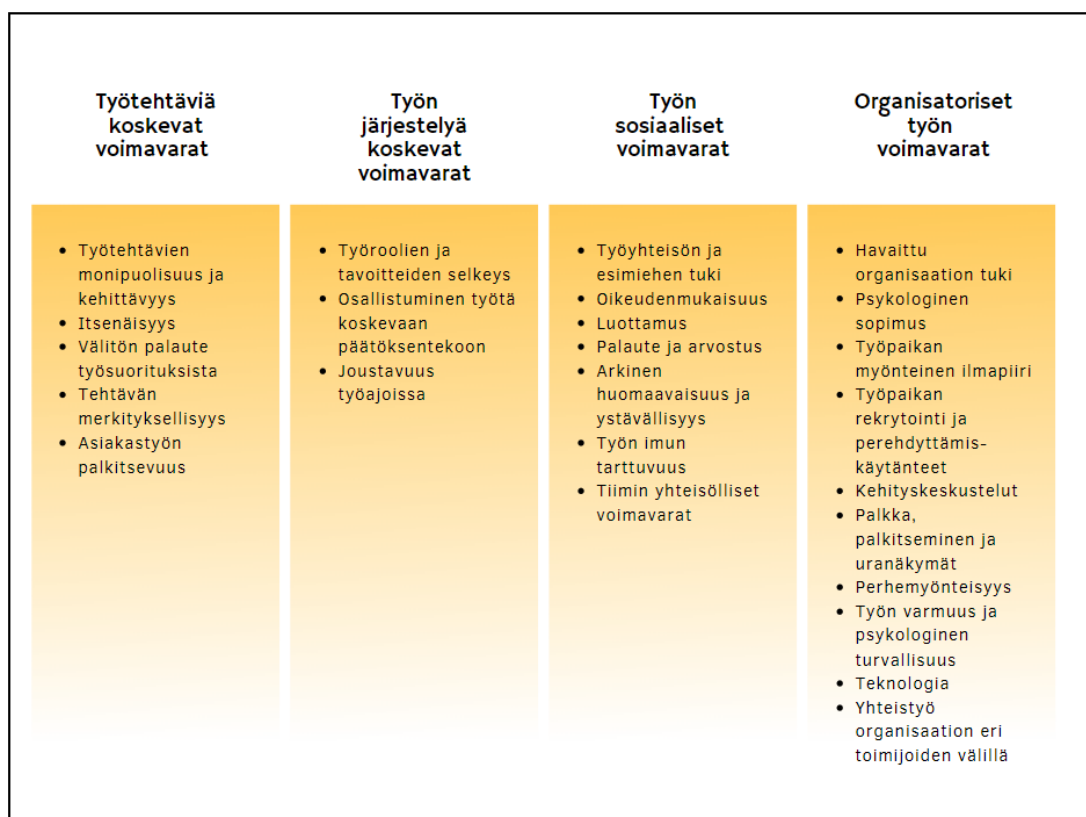 Työtehtäviä
koskevat
voimavarat
• Työtehtävien
monipuolisuus ja
kehittävyys
• Itsenäisyys
• Välitön palaute
työsuorituksista
• Tehtävän
merkityksellisyys
• Asiakastyön
palkitsevuus
Työn
järjestelyä
koskevat
voimavarat
• Työroolien ja
tavoitteiden selkeys
• Osallistuminen työtä
koskevaan
päätöksentekoon
• Joustavuus
työajoissa
Työn
sosiaaliset
voimavarat
• Työyhteisön ja
esimiehen tuki
• Oikeudenmukaisuus
• Luottamus
• Palaute ja arvostus
• Arkinen
huomaavaisuus ja
ystävällisyys
• Työn imun
tarttuvuus
• Tiimin yhteisölliset
voimavarat
Organisatoriset
työn
voimavarat
• Havaittu
organisaation tuki
• Psykologinen
sopimus
• Työpaikan
myönteinen ilmapiiri
• Työpaikan
rekrytointi ja
perehdyttämis-
käytänteet
• Kehityskeskustelut
• Palkka,
palkitseminen ja
uranäkymät
• Perhemyönteisyys
• Työn varmuus ja
psykologinen
turvallisuus
• Teknologia
• Yhteistyö
organisaation eri
toimijoiden välillä